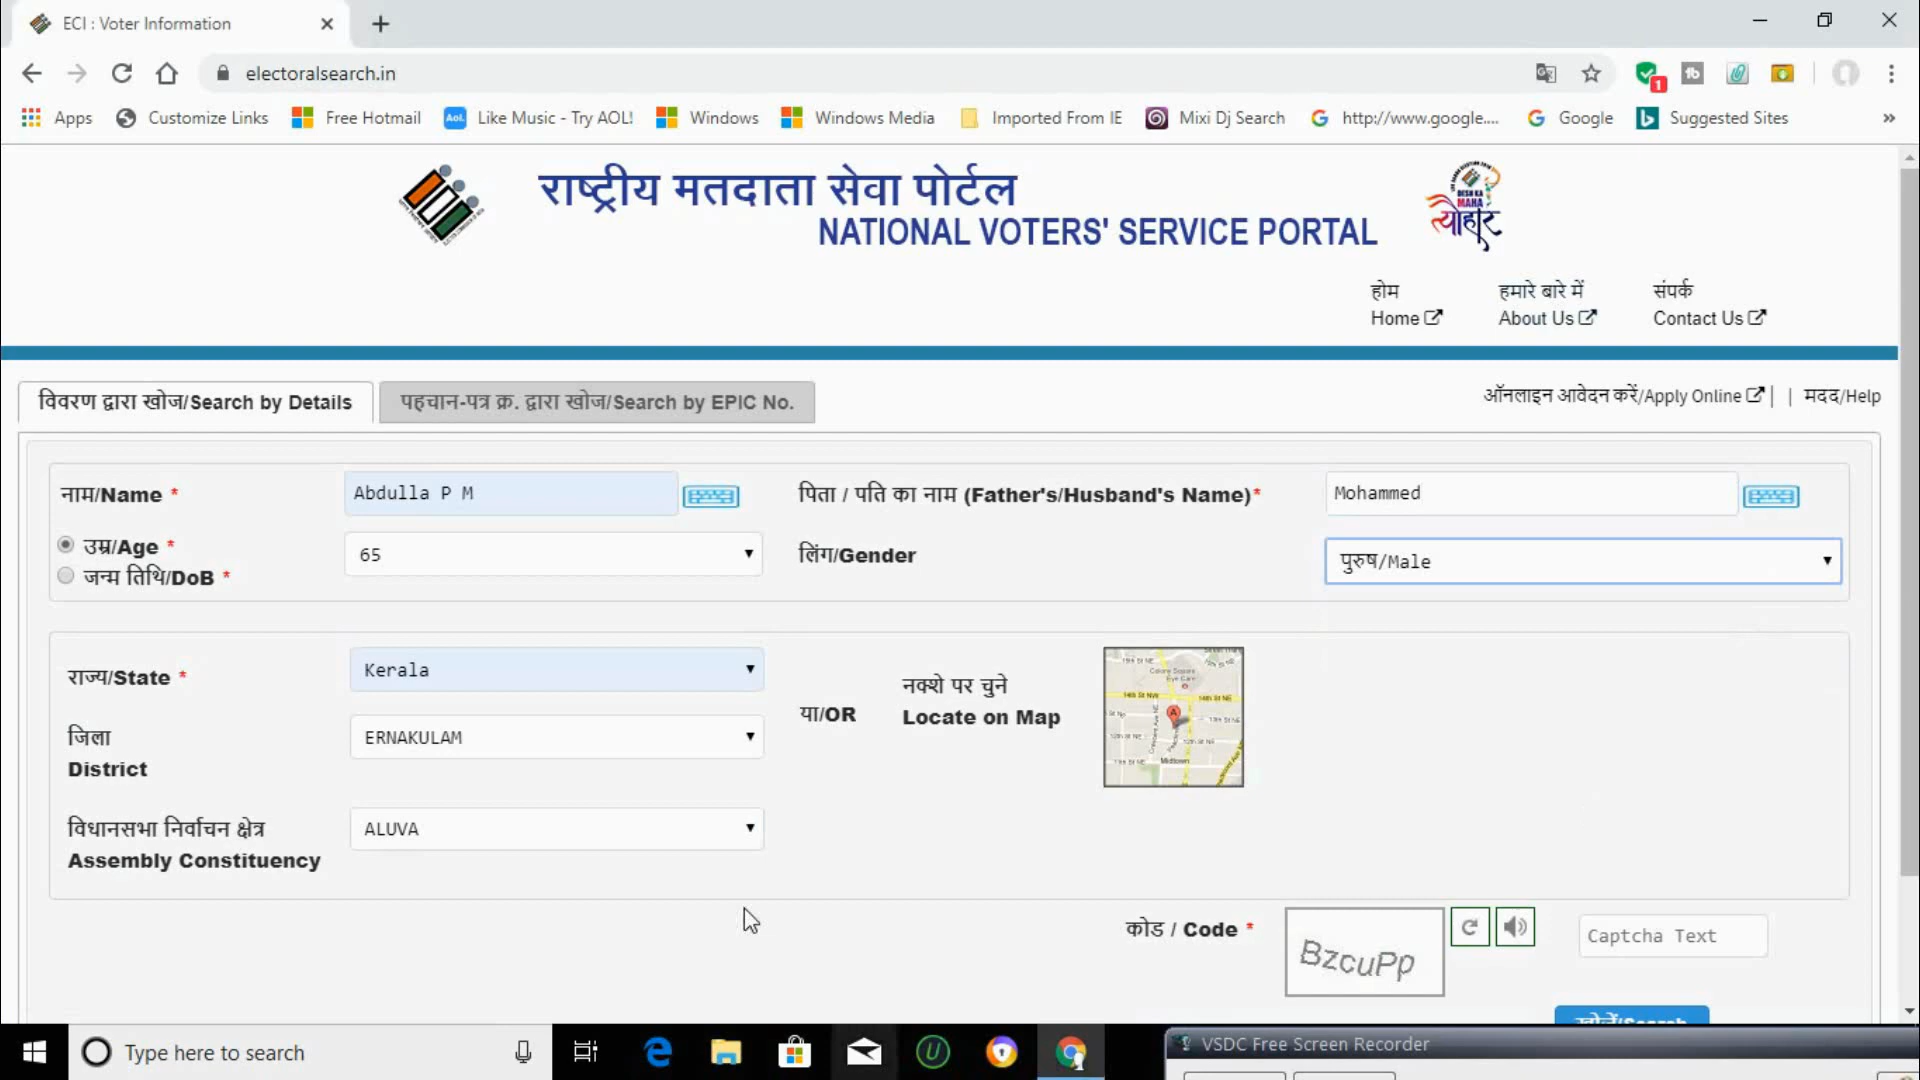 ECI : Voter Information
electoralsearch.in
Apps Customize Links Free Hotmail Aol. Like Music - Try AOL! Windows Windows Media Imported From IE Mixi Dj Search http://www.google.... Google Suggested Sites »
राष्ट्रीय मतदाता सेवा पोर्टल
NATIONAL VOTERS' SERVICE PORTAL
DESH KA
MAHA
त्योहार
होम हमारे बारे में संपर्क
Home About Us Contact Us
विवरण द्वारा खोज/Search by Details पहचान-पत्र क्र. द्वारा खोज/Search by EPIC No. ऑनलाइन आवेदन करें/Apply Online | | मदद/Help
नाम/Name * Abdulla P M पिता / पति का नाम (Father's/Husband's Name)* Mohammed
उम्र/Age * 65 लिंग/Gender पुरुष/Male
जन्म तिथि/DoB *
राज्य/State * Kerala
या/OR
नक्शे पर चुने
Locate on Map
जिला
District
ERNAKULAM
विधानसभा निर्वाचन क्षेत्र
Assembly Constituency
ALUVA
कोड / Code * BzcuPp Captcha Text
खोजें/Search
Type here to search
VSDC Free Screen Recorder